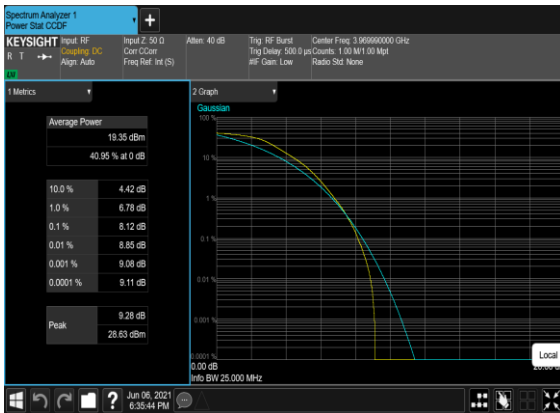 Spectrum Analyzer 1
Power Stat CCDF
KEYSIGHT
R T
LXI
Input: RF
Coupling: DC
Align: Auto
Input Z: 50 Ω
Corr CCorr
Freq Ref: Int (S)
Atten: 40 dB
Trig: RF Burst
Trig Delay: 500.0 µs
#IF Gain: Low
Center Freq: 3.969990000 GHz
Counts: 1.00 M/1.00 Mpt
Radio Std: None
1 Metrics
Average Power
19.35 dBm
40.95 % at 0 dB
10.0 % 4.42 dB
1.0 % 6.78 dB
0.1 % 8.12 dB
0.01 % 8.85 dB
0.001 % 9.08 dB
0.0001 % 9.11 dB
Peak
9.28 dB
28.63 dBm
2 Graph
Gaussian
100 %
10 %
1 %
0.1 %
0.01 %
0.001 %
0.0001 %
0.00 dB
Info BW 25.000 MHz
Local
Jun 06, 2021
6:35:44 PM